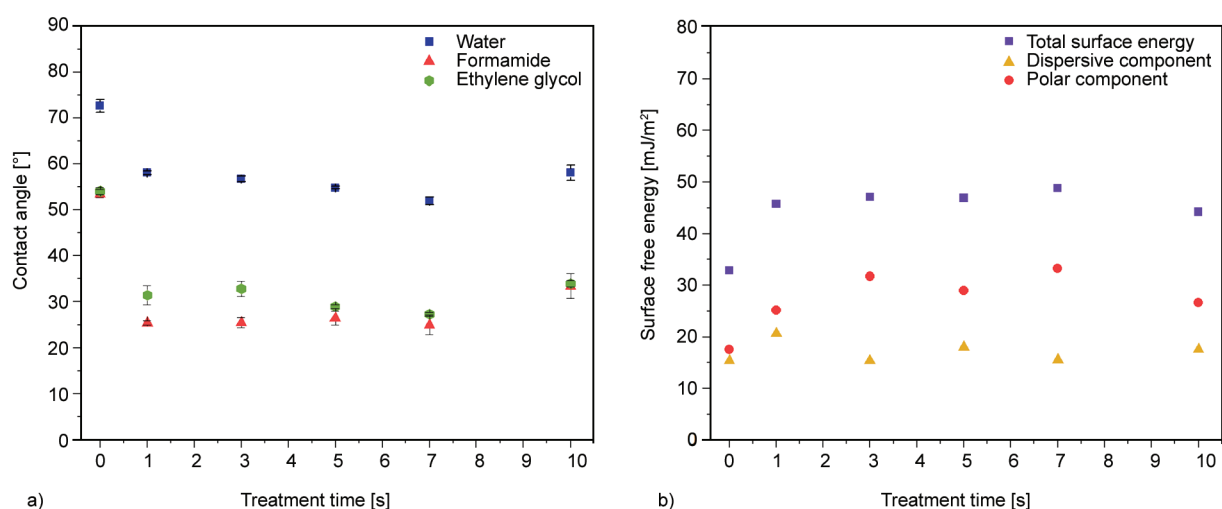 90
80
70
60
50
40
30
20
10
0
Contact angle [°]
Water
Formamide
Ethylene glycol
0 1 2 3 4 5 6 7 8 9 10
a) Treatment time [s]
80
70
60
50
40
30
20
10
0
Surface free energy [mJ/m²]
Total surface energy
Dispersive component
Polar component
0 1 2 3 4 5 6 7 8 9 10
b) Treatment time [s]